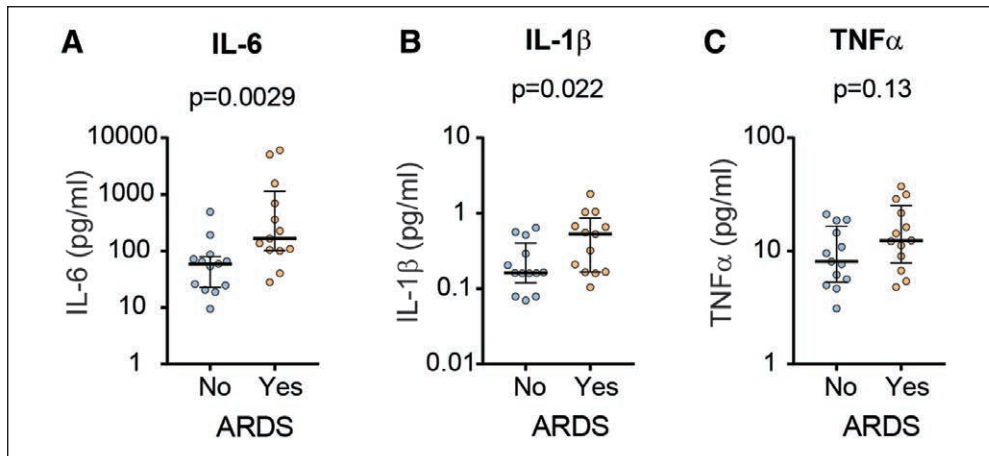 A IL-6
p=0.0029
IL-6 (pg/ml)
10000
1000
100
10
1
No Yes
ARDS
B IL-1β
p=0.022
IL-1β (pg/ml)
10
1
0.1
0.01
No Yes
ARDS
C TNFα
p=0.13
TNFα (pg/ml)
100
10
1
No Yes
ARDS